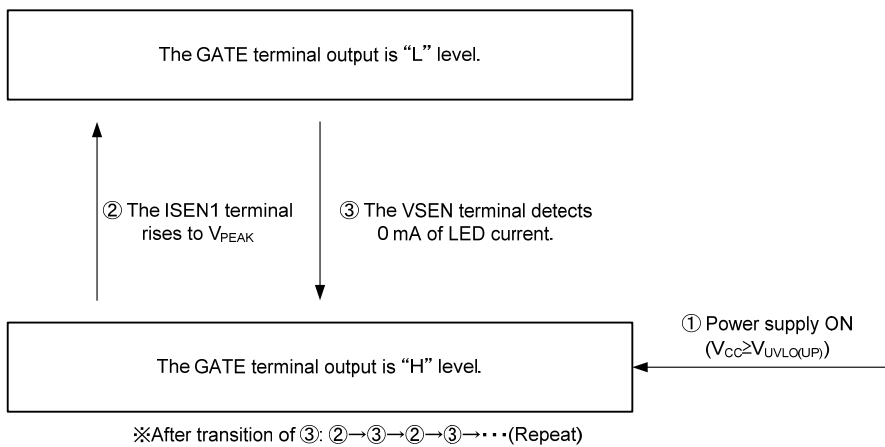 The GATE terminal output is “L” level.
② The ISEN1 terminal
rises to VPEAK
③ The VSEN terminal detects
0 mA of LED current.
① Power supply ON
(VCC≥VUVLO(UP))
The GATE terminal output is “H” level.
※After transition of ③: ②→③→②→③→⋯(Repeat)